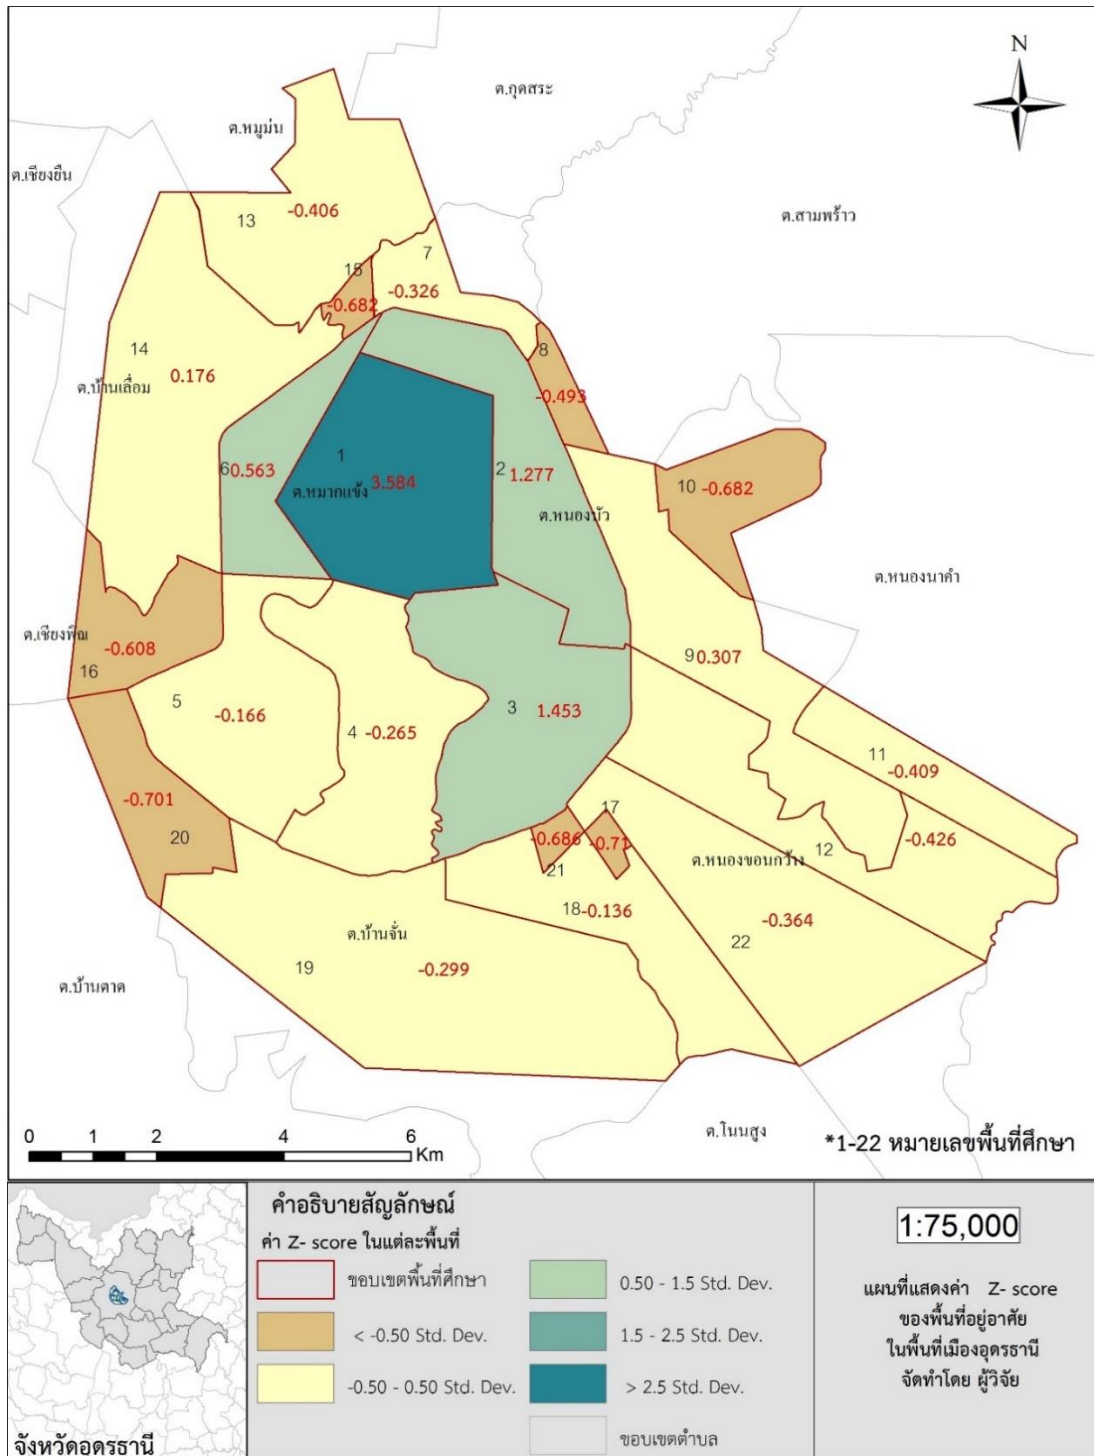 N
ต.กุดสระ
ต.หมูม่น
ต.เชียงยืน
ต.สามพร้าว
13
-0.406
7
15
-0.326
-0.682
14
0.176
ต.บ้านเลื่อม
8
-0.493
1
6
0.563
3.584
ต.หมากแข้ง
2
1.277
ต.หนองบัว
10
-0.682
ต.หนองนาคำ
ต.เชียงพิณ
-0.608
16
9
0.307
5
-0.166
4
-0.265
3
1.453
11
-0.409
-0.701
20
17
-0.686
-0.71
21
ต.หนองขอนกว้าง
12
-0.426
18
-0.136
-0.364
22
ต.บ้านจั่น
19
-0.299
ต.บ้านตาด
ต.โนนสูง
0 1 2 4 6
Km
*1-22 หมายเลขพื้นที่ศึกษา
จังหวัดอุดรธานี
คำอธิบายสัญลักษณ์
ค่า Z- score ในแต่ละพื้นที่
ขอบเขตพื้นที่ศึกษา
< -0.50 Std. Dev.
-0.50 - 0.50 Std. Dev.
0.50 - 1.5 Std. Dev.
1.5 - 2.5 Std. Dev.
> 2.5 Std. Dev.
ขอบเขตตำบล
1:75,000
แผนที่แสดงค่า Z- score
ของพื้นที่อยู่อาศัย
ในพื้นที่เมืองอุดรธานี
จัดทำโดย ผู้วิจัย